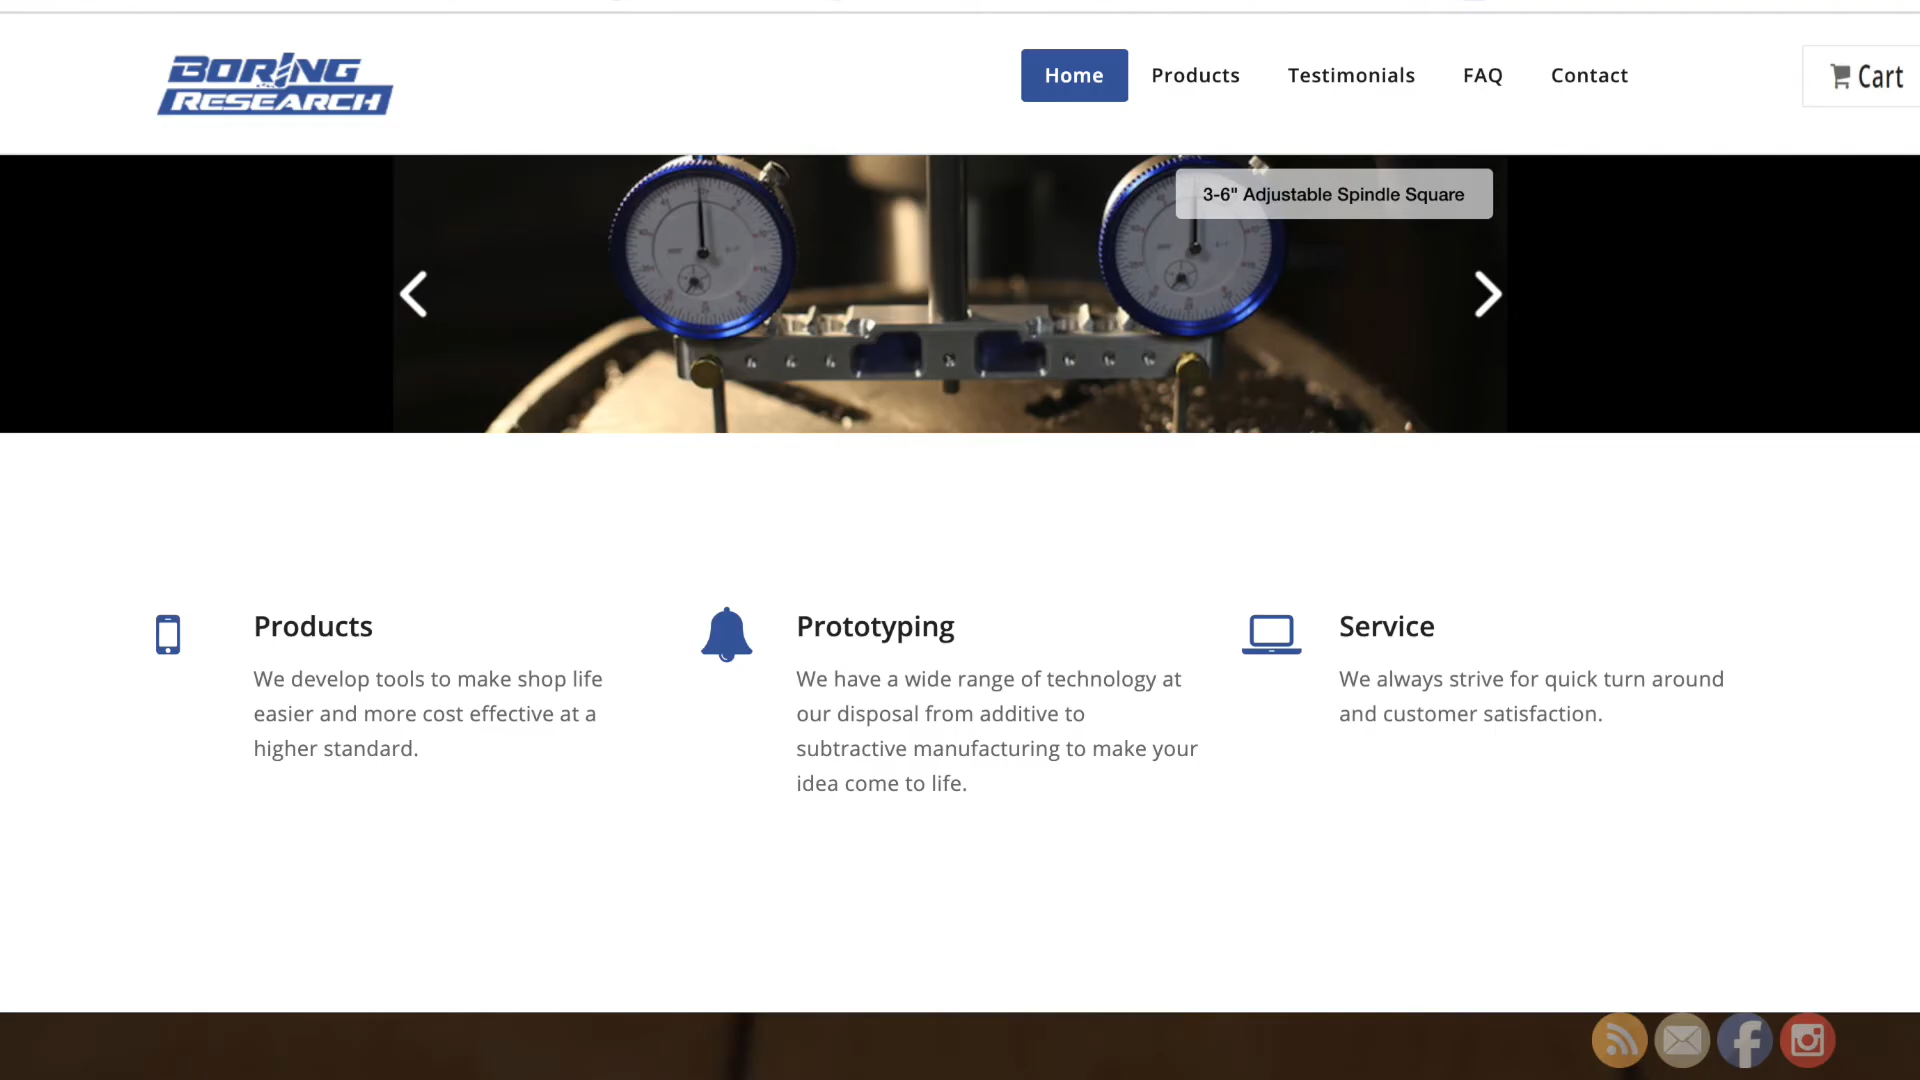 BORING
RESEARCH
Home
Products
Testimonials
FAQ
Contact
Cart
3-6" Adjustable Spindle Square
Products
We develop tools to make shop life
easier and more cost effective at a
higher standard.
Prototyping
We have a wide range of technology at
our disposal from additive to
subtractive manufacturing to make your
idea come to life.
Service
We always strive for quick turn around
and customer satisfaction.